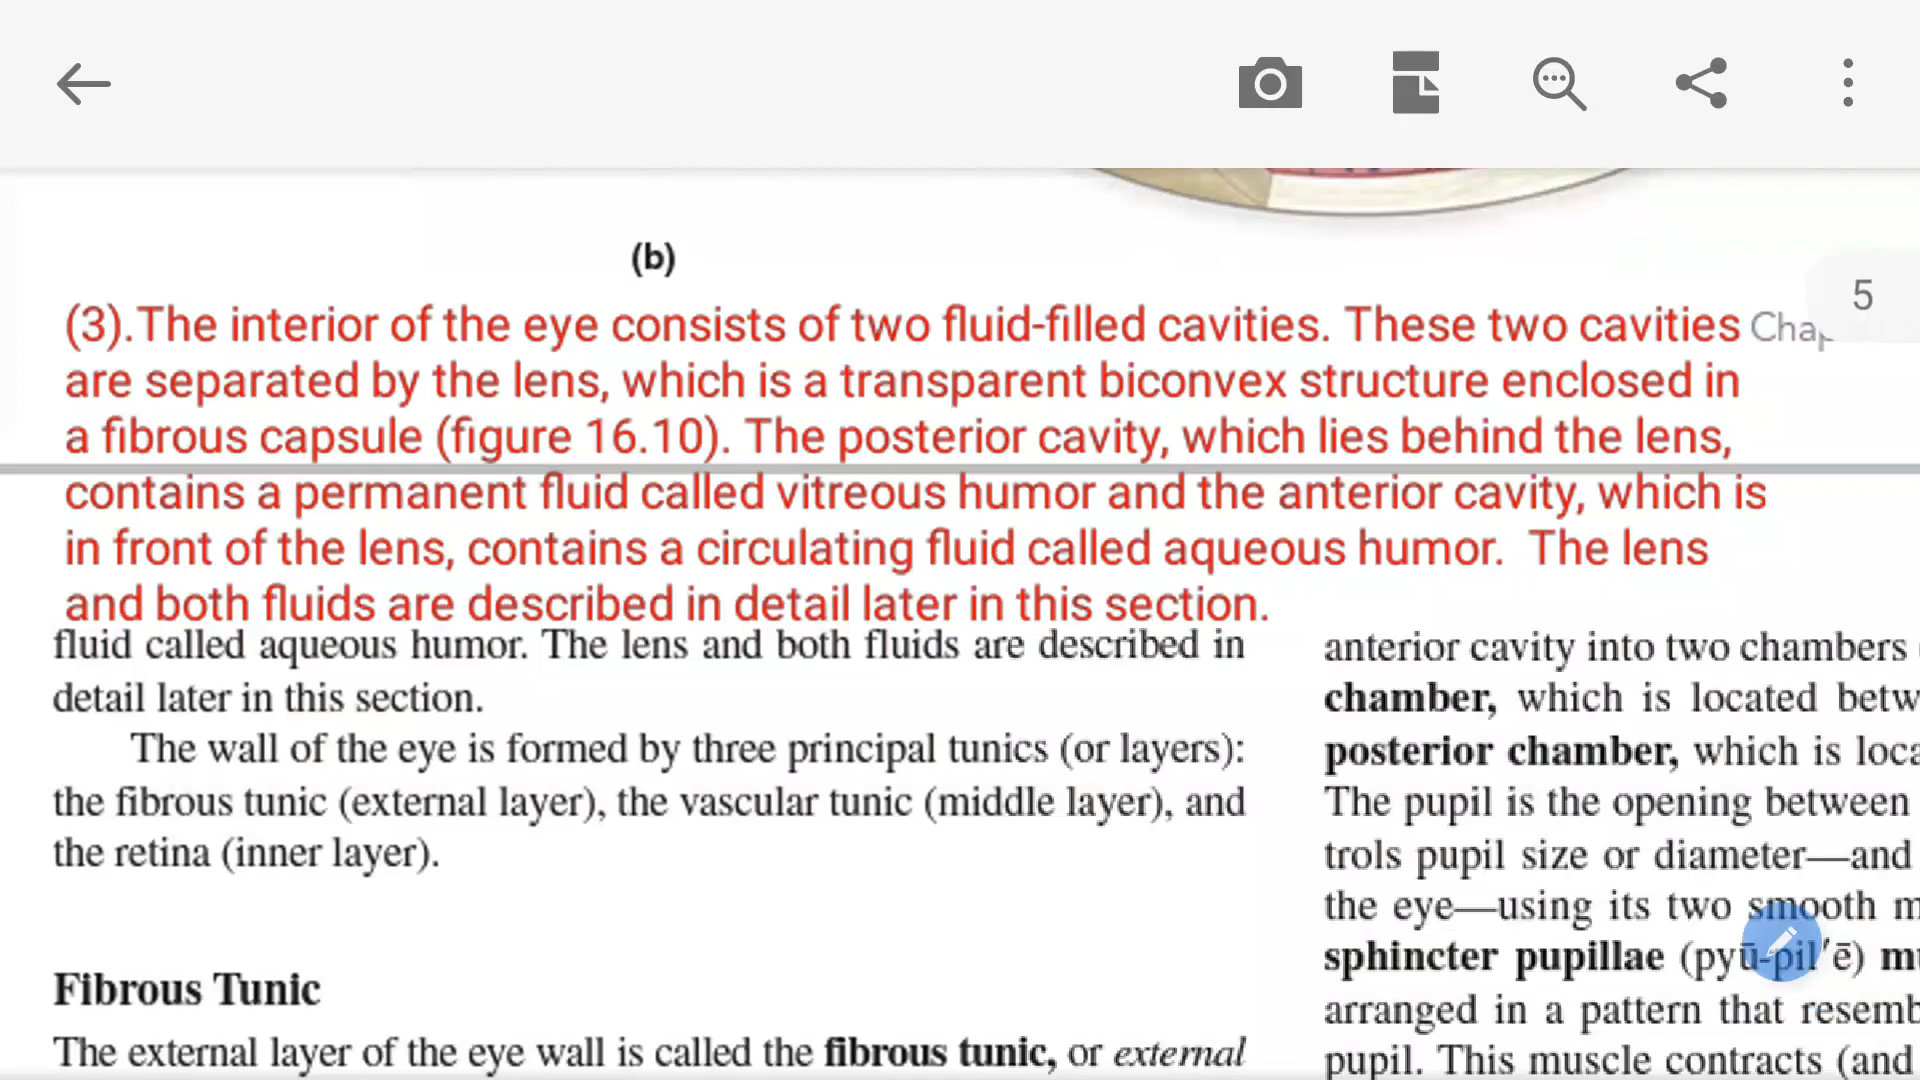 (b)
5
(3).The interior of the eye consists of two fluid-filled cavities. These two cavities
are separated by the lens, which is a transparent biconvex structure enclosed in
a fibrous capsule (figure 16.10). The posterior cavity, which lies behind the lens,
contains a permanent fluid called vitreous humor and the anterior cavity, which is
in front of the lens, contains a circulating fluid called aqueous humor. The lens
and both fluids are described in detail later in this section.
fluid called aqueous humor. The lens and both fluids are described in
detail later in this section.
The wall of the eye is formed by three principal tunics (or layers):
the fibrous tunic (external layer), the vascular tunic (middle layer), and
the retina (inner layer).
Fibrous Tunic
The external layer of the eye wall is called the fibrous tunic, or external
anterior cavity into two chambers
chamber, which is located betw
posterior chamber, which is loca
The pupil is the opening between
trols pupil size or diameter—and
the eye—using its two smooth m
sphincter pupillae (pyū-pil′ē) mu
arranged in a pattern that resemb
pupil. This muscle contracts (and